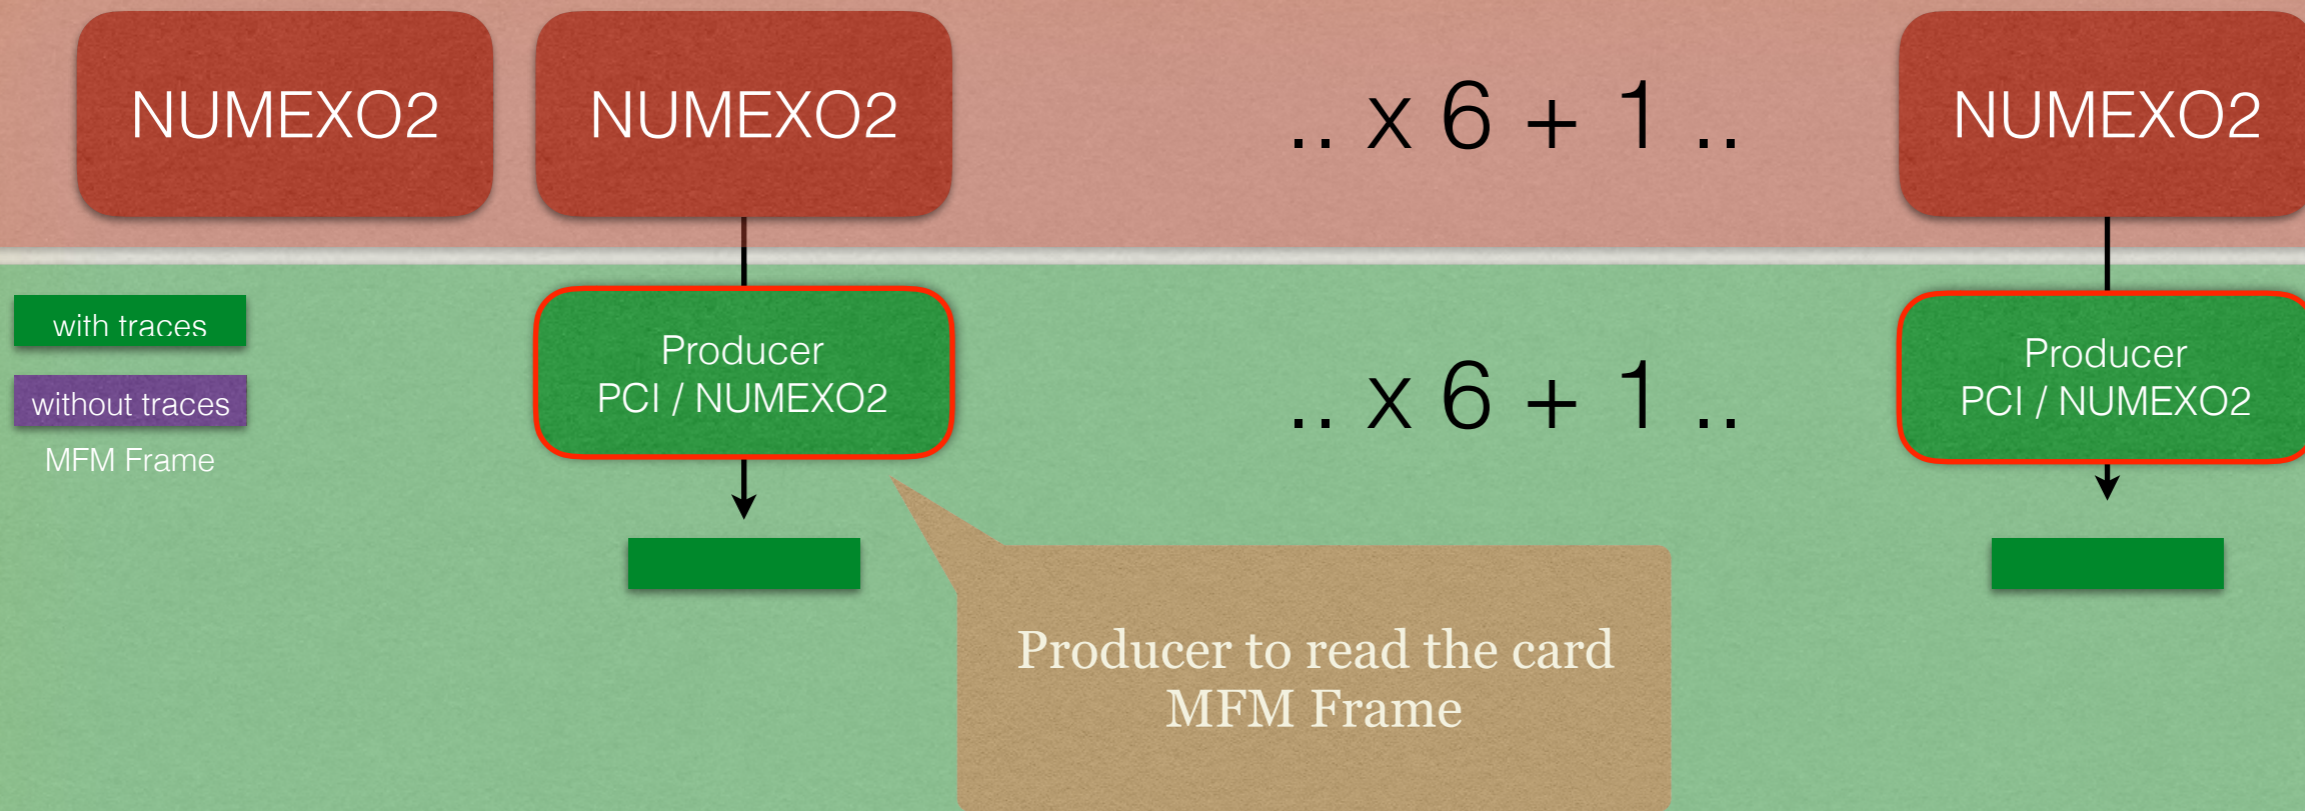 NUMEXO2
NUMEXO2
.. x 6 + 1 ..
NUMEXO2
with traces
without traces
MFM Frame
Producer
PCI / NUMEXO2
.. x 6 + 1 ..
Producer
PCI / NUMEXO2
Producer to read the card
MFM Frame